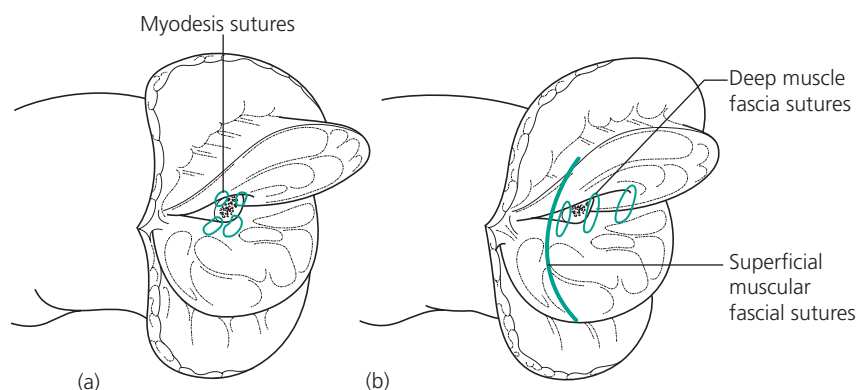 Myodesis sutures
Deep muscle
fascia sutures
Superficial
muscular
fascial sutures
(a)
(b)